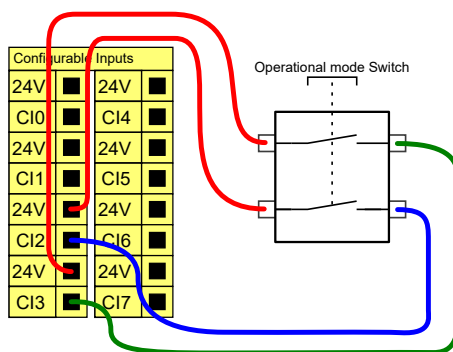 Configurable Inputs
24V 24V
CI0 CI4
24V 24V
CI1 CI5
24V 24V
CI2 CI6
24V 24V
CI3 CI7
Operational mode Switch